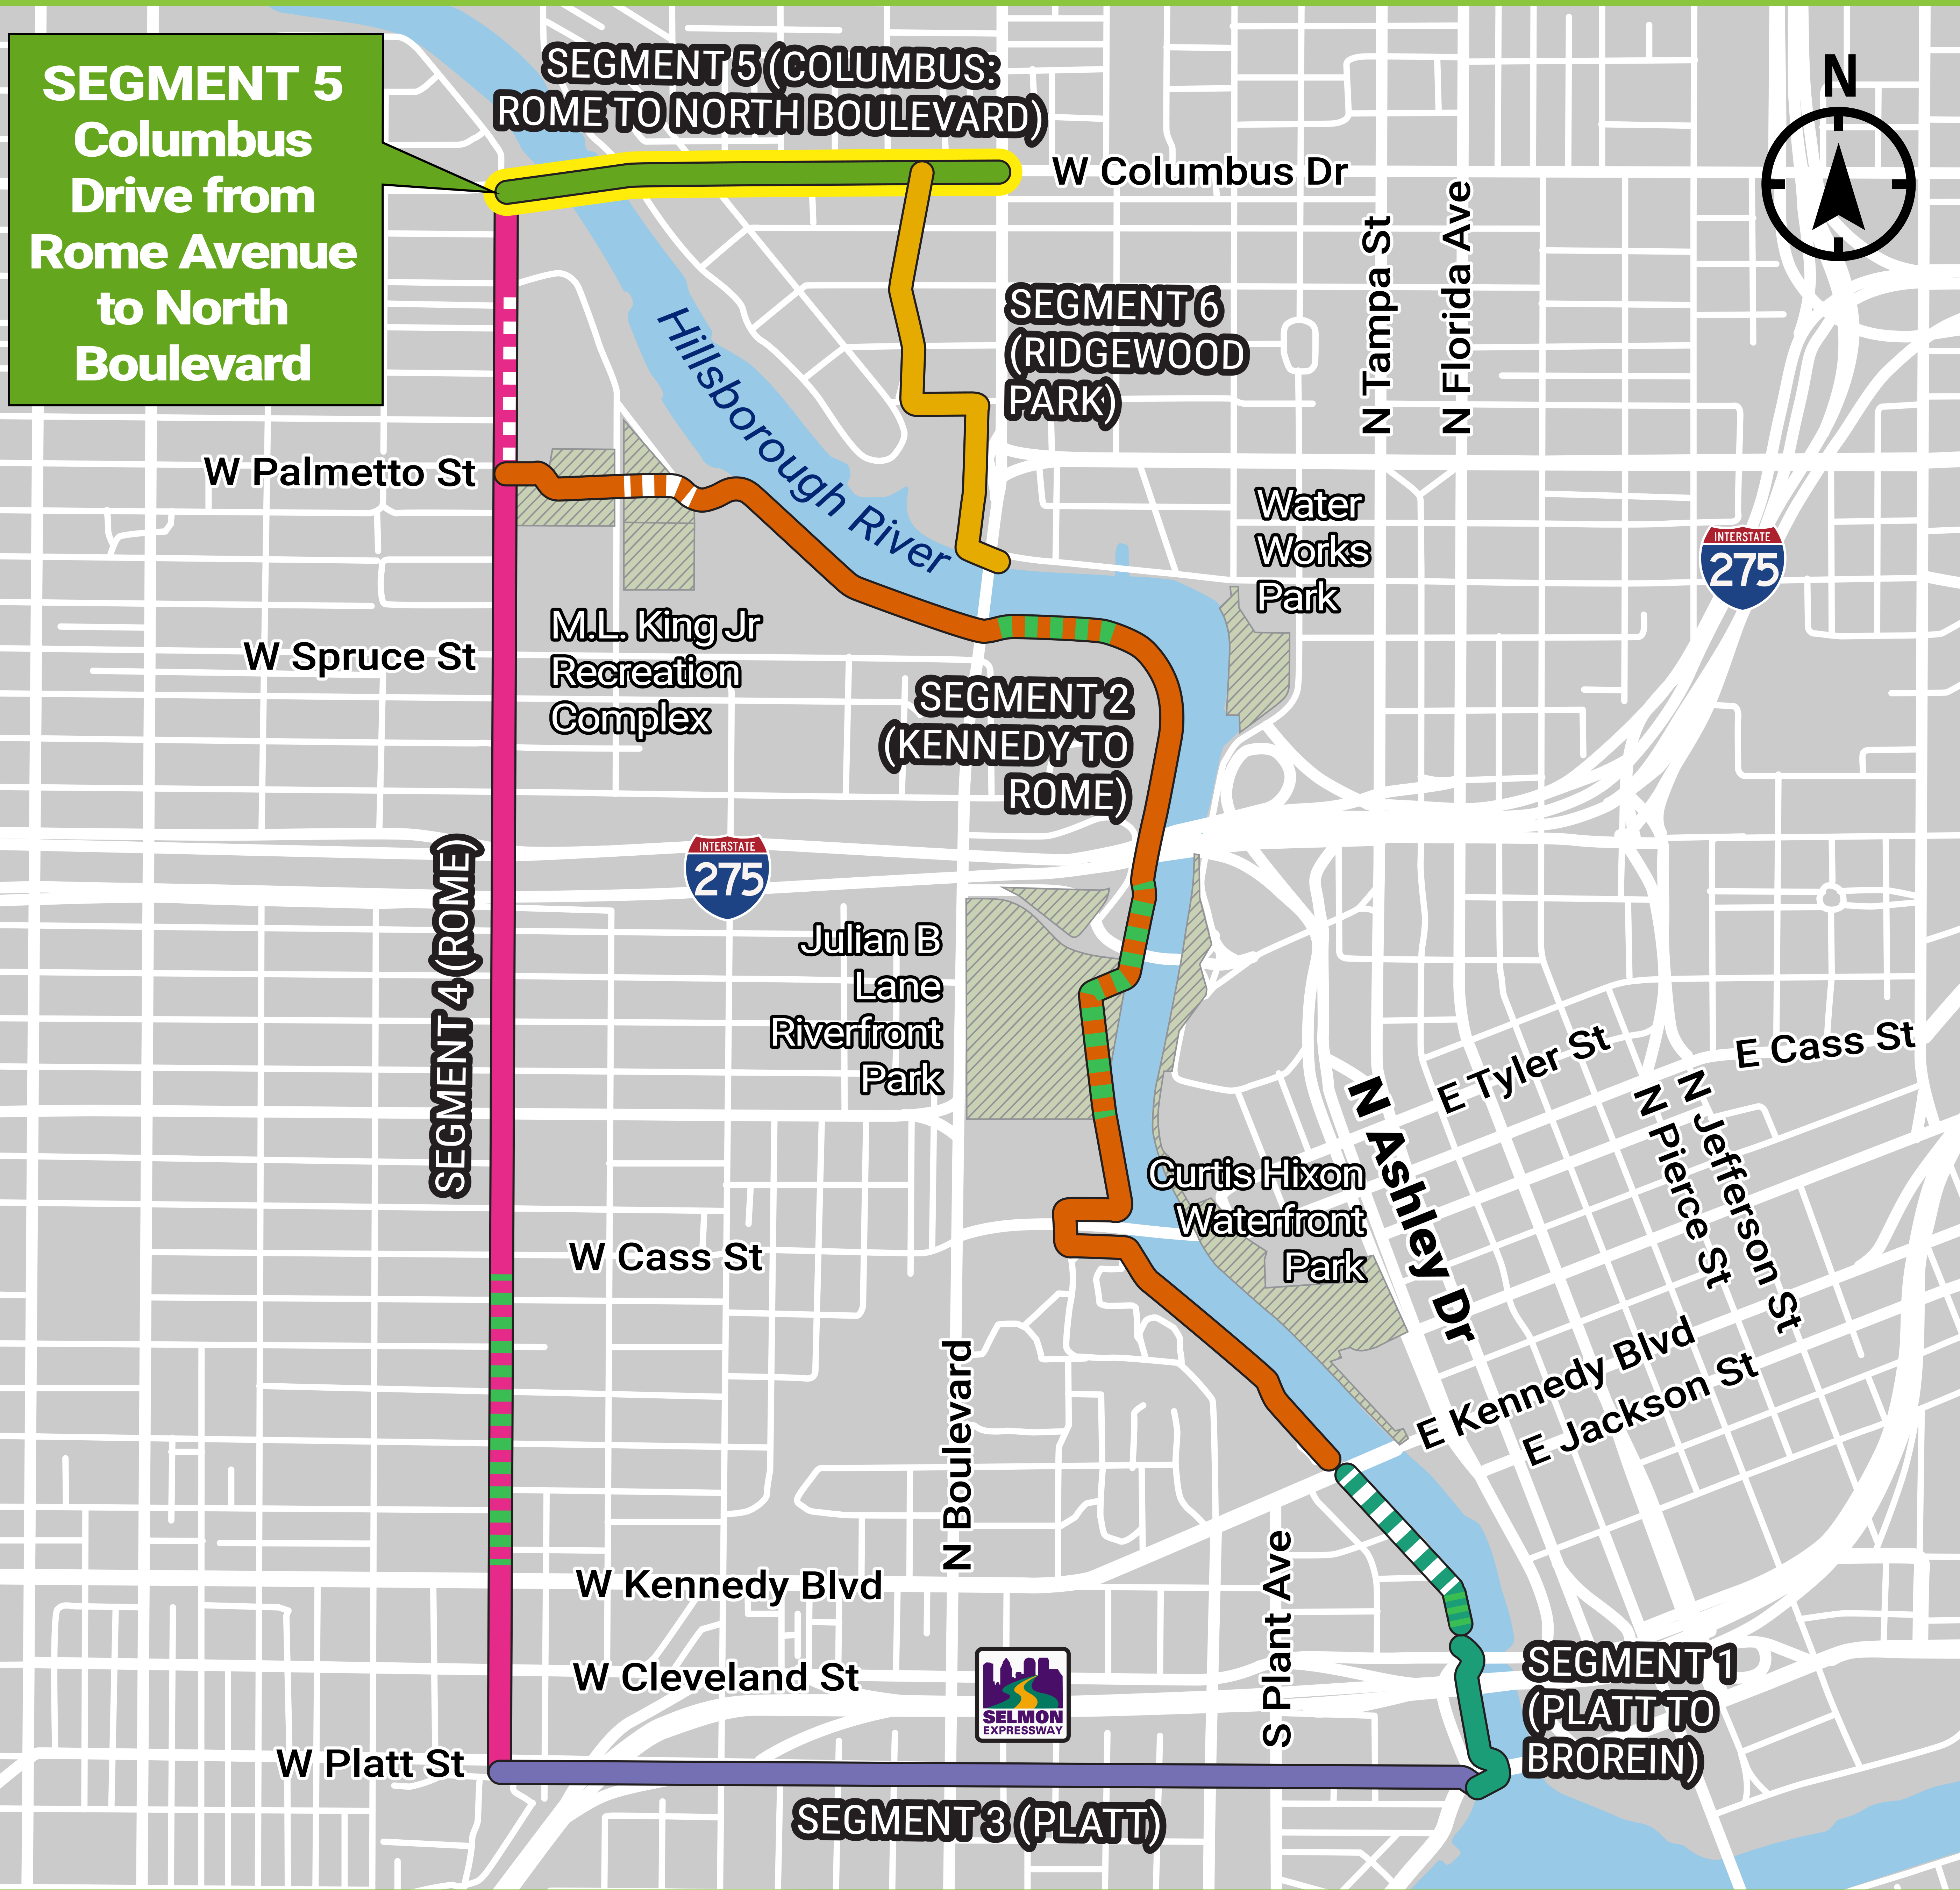 SEGMENT 5
Columbus
Drive from
Rome Avenue
to North
Boulevard
SEGMENT 5 (COLUMBUS:
ROME TO NORTH BOULEVARD)
N
W Columbus Dr
N Tampa St
N Florida Ave
SEGMENT 6
(RIDGEWOOD
PARK)
Hillsborough River
W Palmetto St
Water
Works
Park
INTERSTATE
275
M.L. King Jr
Recreation
Complex
W Spruce St
SEGMENT 2
(KENNEDY TO
ROME)
SEGMENT 4 (ROME)
INTERSTATE
275
Julian B
Lane
Riverfront
Park
E Tyler St
E Cass St
N Ashley Dr
N Pierce St
N Jefferson St
Curtis Hixon
Waterfront
Park
W Cass St
N Boulevard
E Kennedy Blvd
E Jackson St
W Kennedy Blvd
S Plant Ave
W Cleveland St
SELMON
EXPRESSWAY
SEGMENT 1
(PLATT TO
BROREIN)
W Platt St
SEGMENT 3 (PLATT)